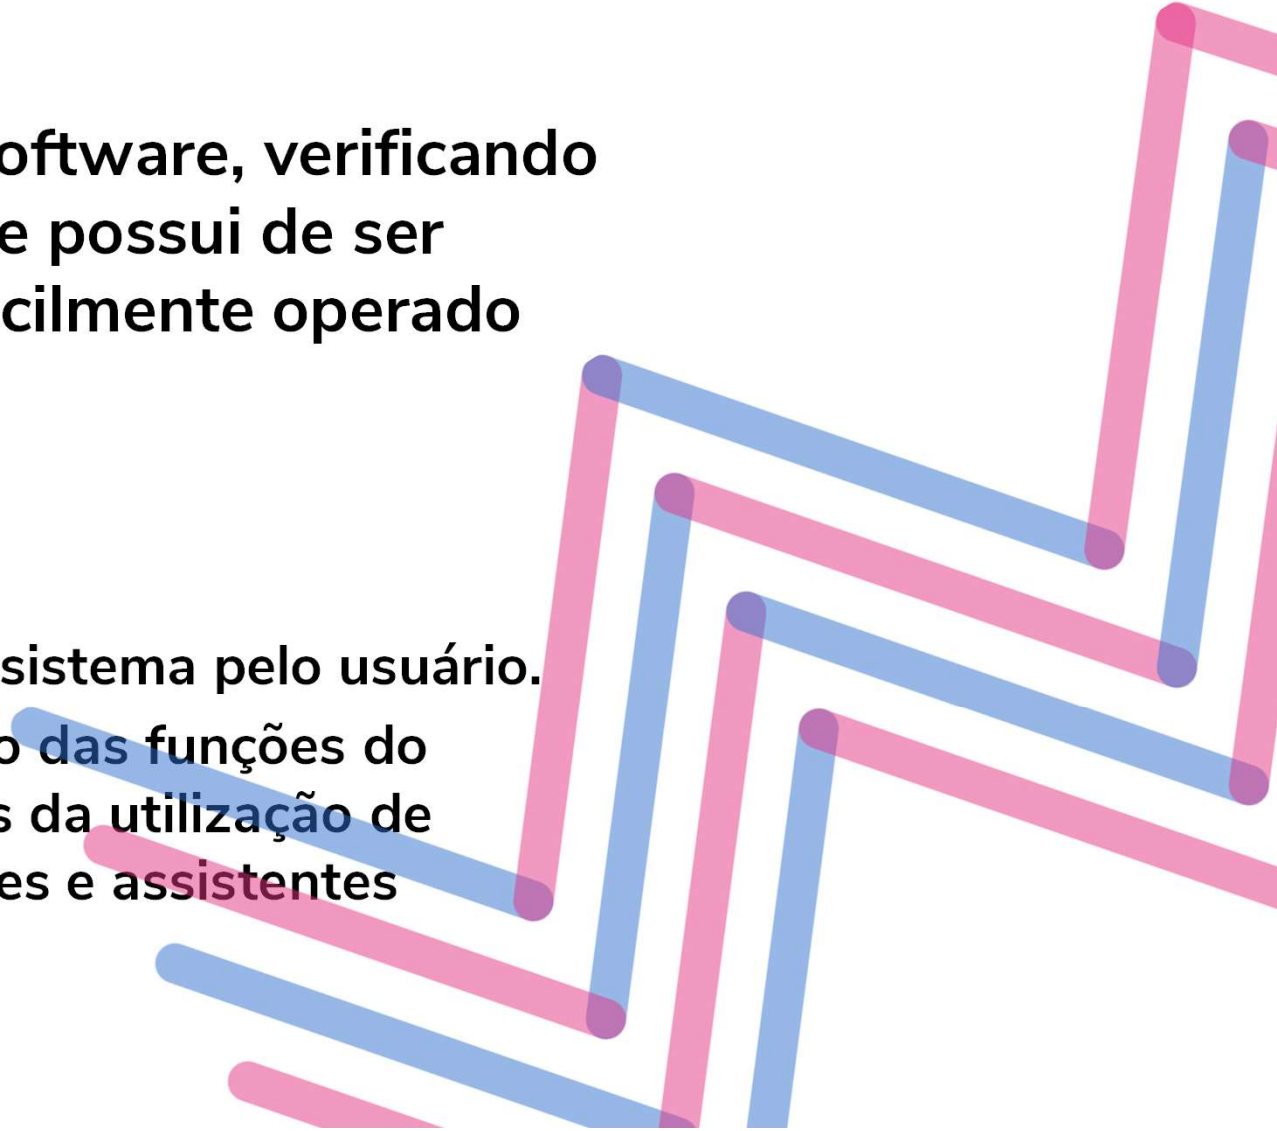 oftware, verificando
e possui de ser
cilmente operado
sistema pelo usuário.
o das funções do
s da utilização de
es e assistentes